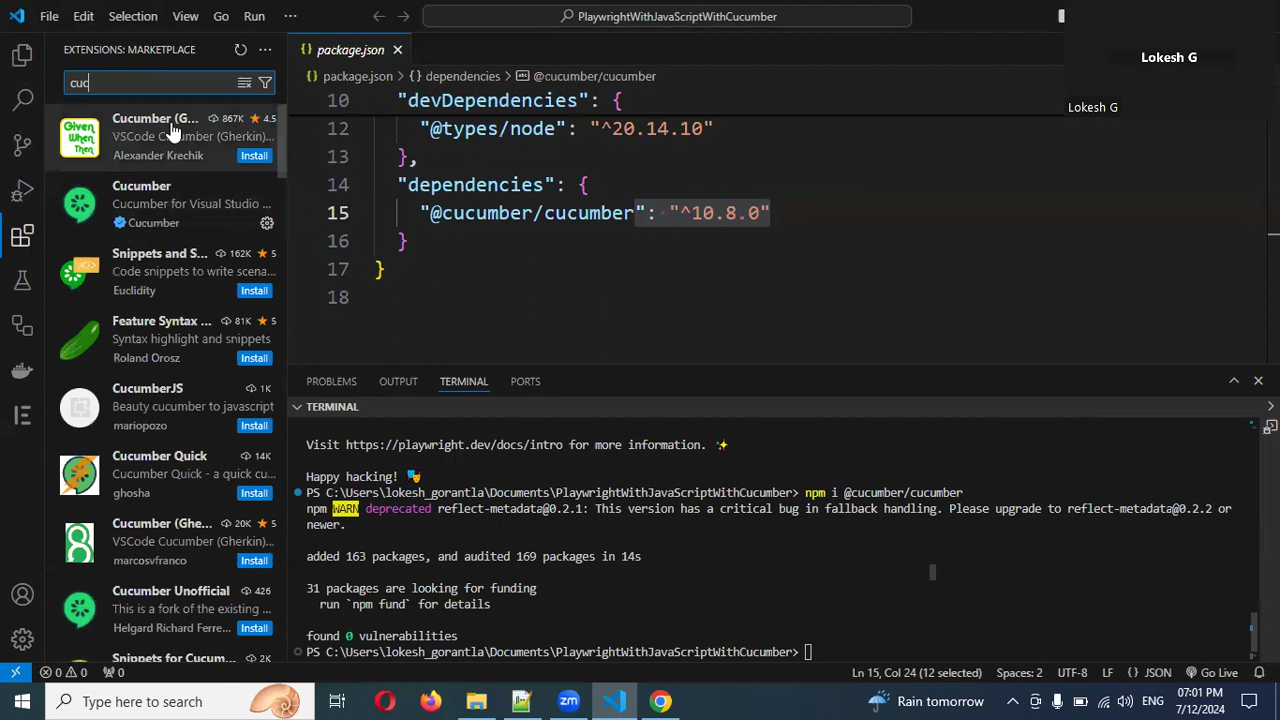 File Edit Selection View Go Run ···
PlaywrightWithJavaScriptWithCucumber
EXTENSIONS: MARKETPLACE
cuc
Cucumber (G... 867K 4.5
VSCode Cucumber (Gherkin)...
Alexander Krechik Install
Cucumber
Cucumber for Visual Studio ...
Cucumber
Snippets and S... 162K 5
Code snippets to write scena...
Euclidity Install
Feature Syntax ... 81K 5
Syntax highlight and snippets
Roland Orosz Install
CucumberJS 1K
Beauty cucumber to javascript
mariopozo Install
Cucumber Quick 14K
Cucumber Quick - a quick cu...
ghosha Install
Cucumber (Ghe... 20K 5
VSCode Cucumber (Gherkin)...
marcosvfranco Install
Cucumber Unofficial 426
This is a fork of the existing ...
Helgard Richard Ferre... Install
Snippets for Cucum... 2K
Given When Then
package.json
package.json > {} dependencies > @cucumber/cucumber
10 "devDependencies": {
12 "@types/node": "^20.14.10"
13 },
14 "dependencies": {
15 "@cucumber/cucumber": "^10.8.0"
16 }
17 }
18
Lokesh G
Lokesh G
PROBLEMS OUTPUT TERMINAL PORTS
TERMINAL
Visit https://playwright.dev/docs/intro for more information. ✨
Happy hacking! 🎭
PS C:\Users\lokesh_gorantla\Documents\PlaywrightWithJavaScriptWithCucumber> npm i @cucumber/cucumber
npm WARN deprecated reflect-metadata@0.2.1: This version has a critical bug in fallback handling. Please upgrade to reflect-metadata@0.2.2 or
newer.
added 163 packages, and audited 169 packages in 14s
31 packages are looking for funding
run `npm fund` for details
found 0 vulnerabilities
PS C:\Users\lokesh_gorantla\Documents\PlaywrightWithJavaScriptWithCucumber>
0 0 0 Ln 15, Col 24 (12 selected) Spaces: 2 UTF-8 LF {} JSON Go Live
Type here to search Rain tomorrow ENG 07:01 PM
7/12/2024